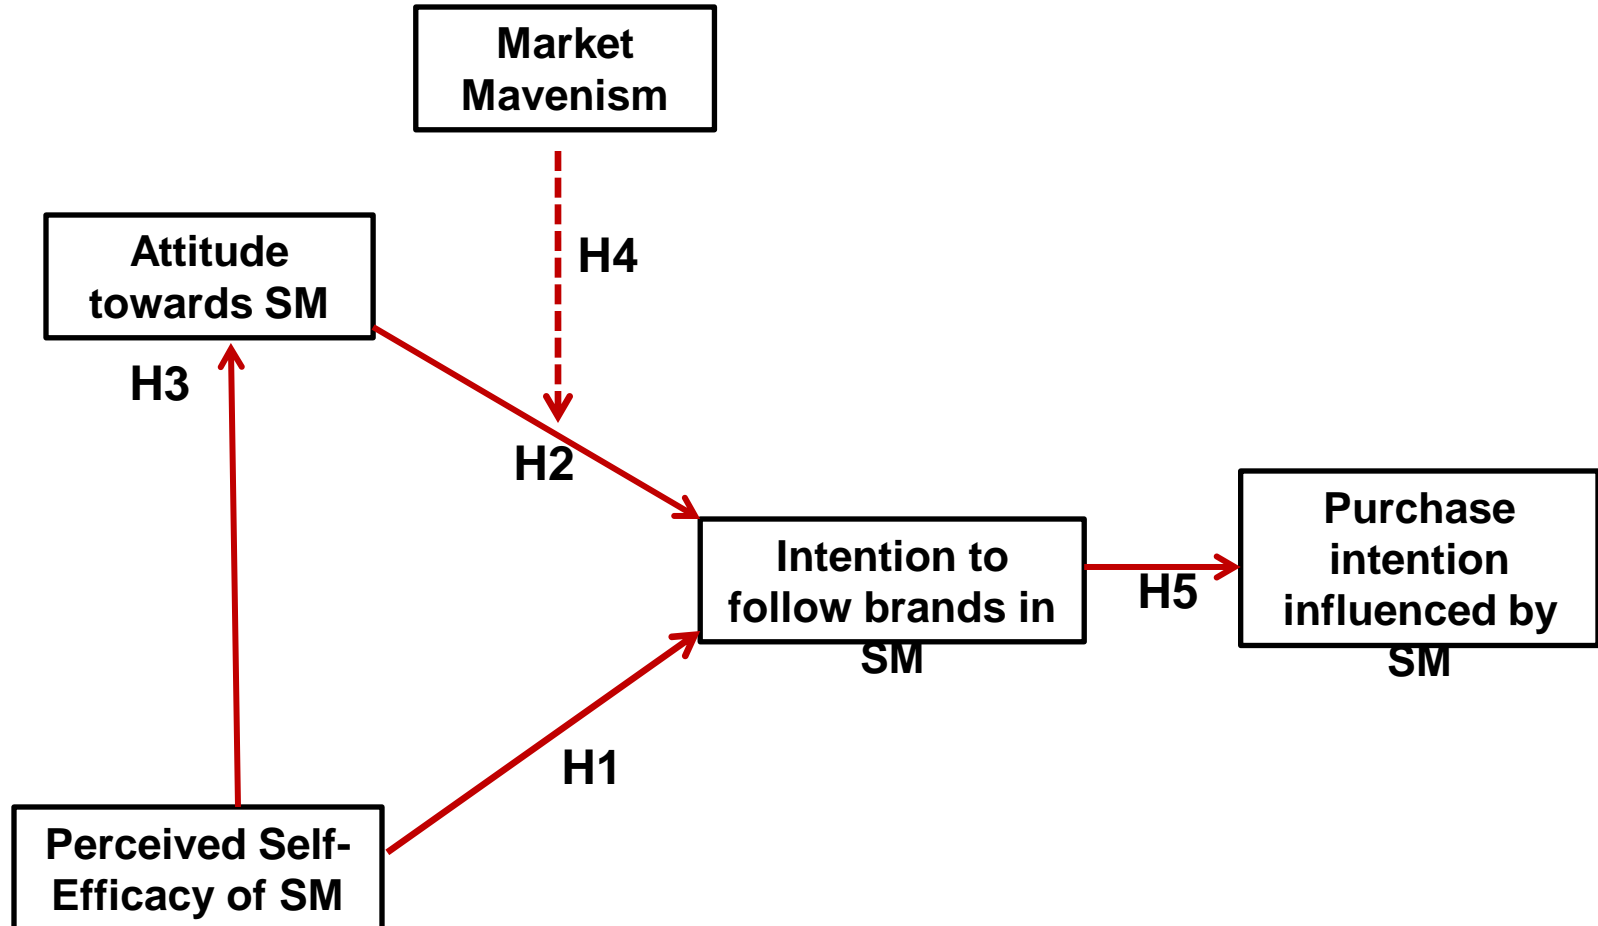 Market
Mavenism
Attitude
towards SM
H4
H3
H2
Intention to
follow brands in
SM
H5
Purchase
intention
influenced by
SM
H1
Perceived Self-
Efficacy of SM